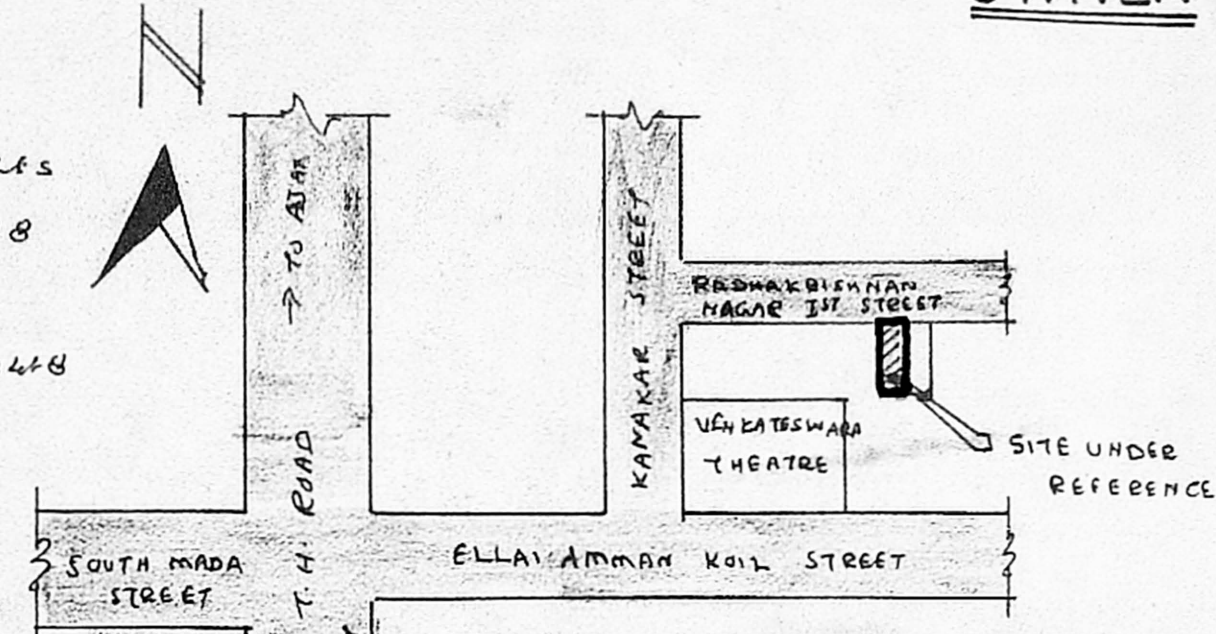 N
8
→ TO AJAX
T.H. ROAD
KANAKAR STREET
RADHAKRISHNAN
NAGAR IST STREET
VENKATESWARA
THEATRE
SITE UNDER
REFERENCE
SOUTH MADA
STREET
ELLAI AMMAN KOIL STREET